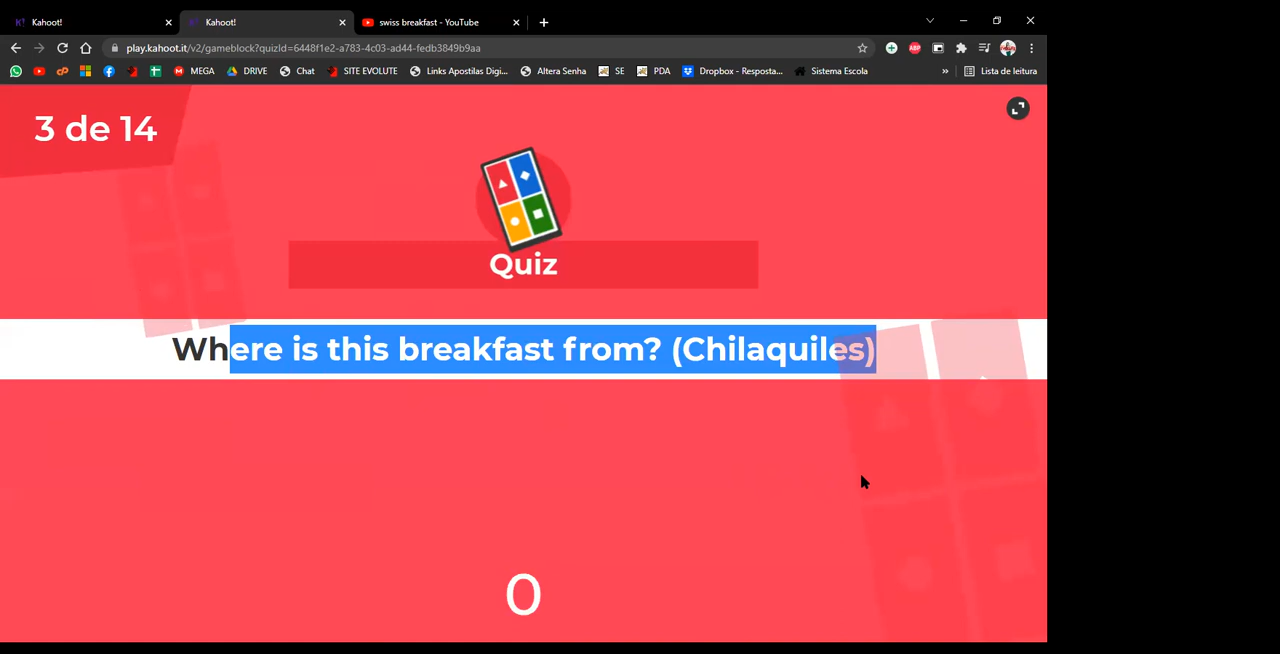 Kahoot!
Kahoot!
swiss breakfast - YouTube
play.kahoot.it/v2/gameblock?quizId=6448f1e2-a783-4c03-ad44-fedb3849b9aa
ABP
MEGA
DRIVE
Chat
SITE EVOLUTE
Links Apostilas Digi...
Altera Senha
SE
PDA
Dropbox - Resposta...
Sistema Escola
»
Lista de leitura
3 de 14
Quiz
Where is this breakfast from? (Chilaquiles)
0